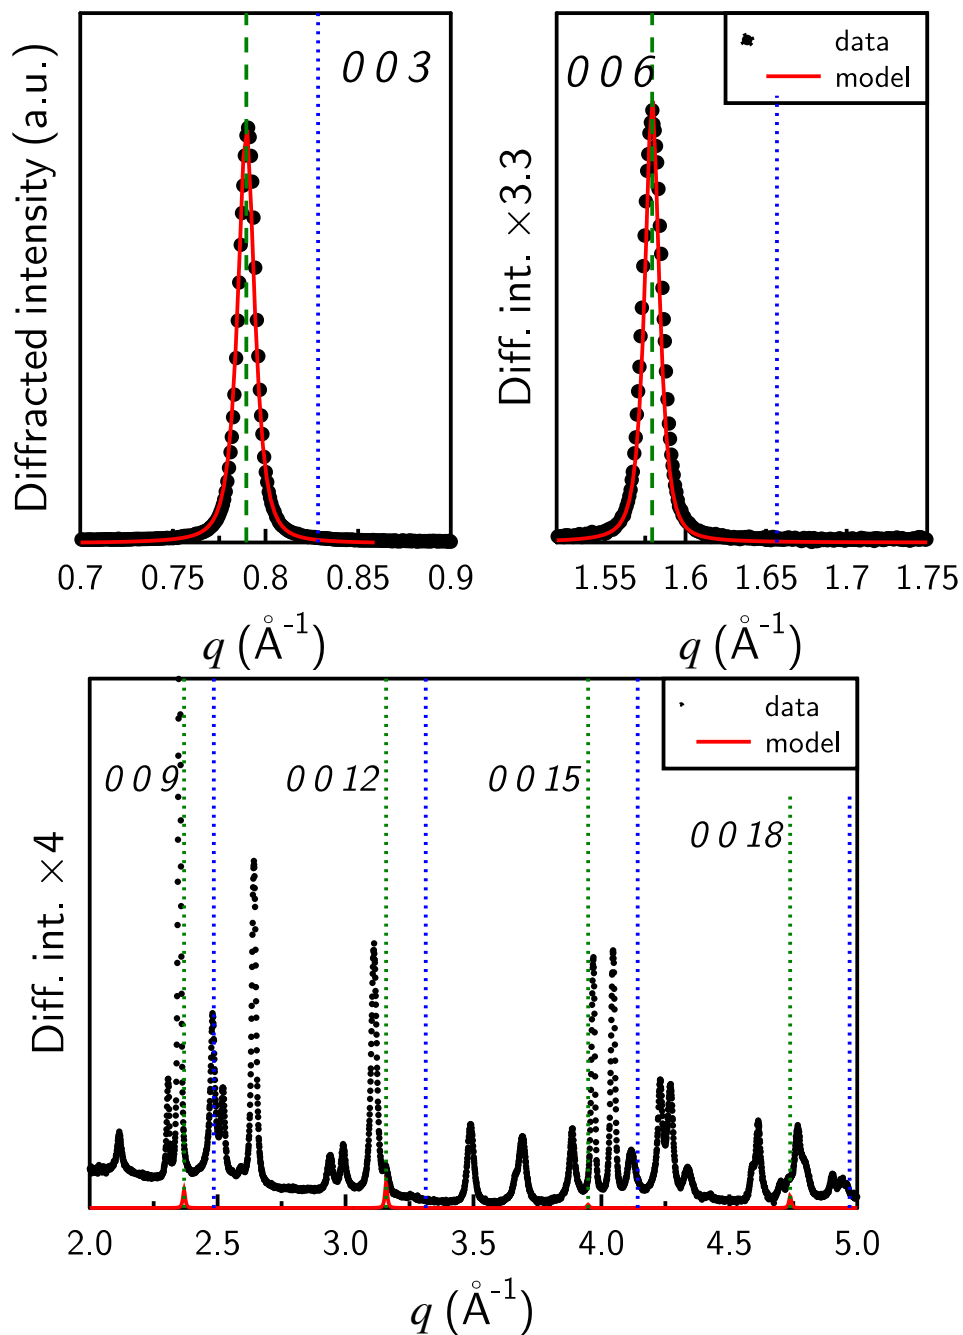 Diffracted intensity (a.u.)
0 0 3
0.7 0.75 0.8 0.85 0.9
q (Å-1)
Diff. int. ×3.3
0 0 6
data
model
1.55 1.6 1.65 1.7 1.75
q (Å-1)
Diff. int. ×4
data
model
0 0 9 0 0 12 0 0 15
0 0 18
2.0 2.5 3.0 3.5 4.0 4.5 5.0
q (Å-1)